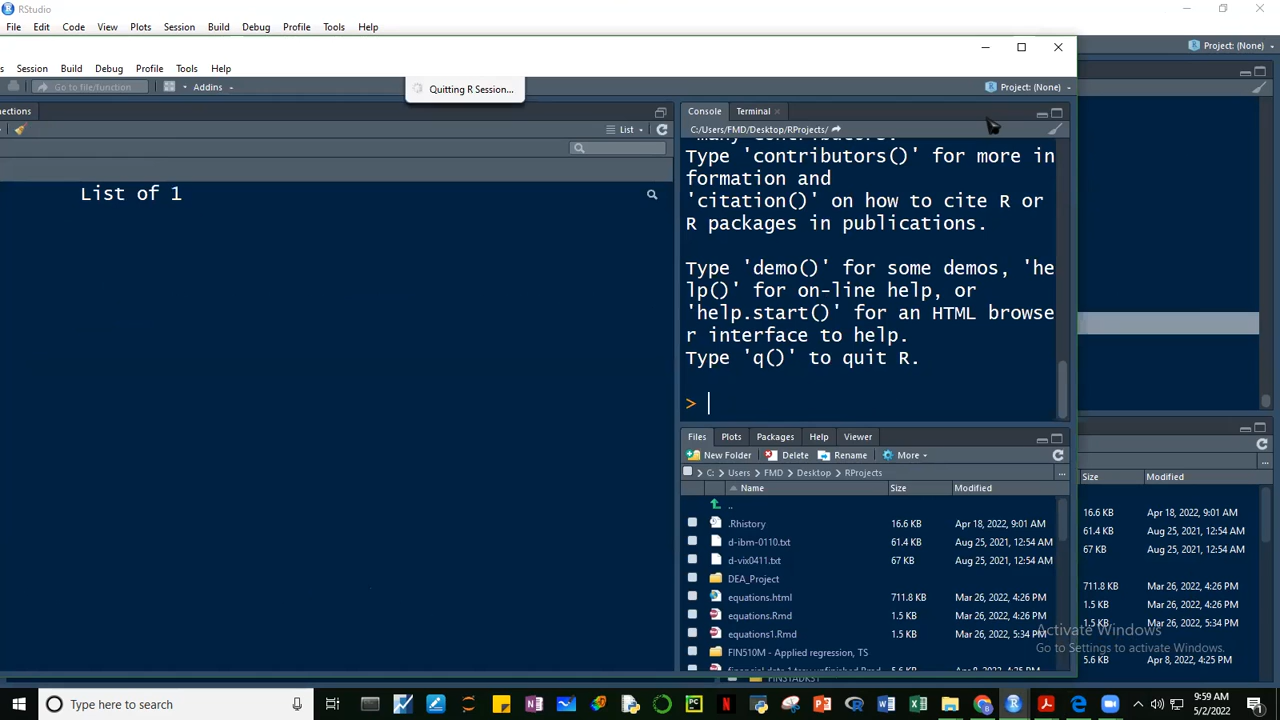 RStudio
File Edit Code View Plots Session Build Debug Profile Tools Help
Project: (None)
s Session Build Debug Profile Tools Help
Go to file/function Addins
Quitting R Session...
Project: (None)
nections
List
List of 1
Console Terminal
C:/Users/FMD/Desktop/RProjects/
Type 'contributors()' for more in
formation and
'citation()' on how to cite R or
R packages in publications.
Type 'demo()' for some demos, 'he
lp()' for on-line help, or
'help.start()' for an HTML browse
r interface to help.
Type 'q()' to quit R.
>
Files Plots Packages Help Viewer
New Folder Delete Rename More
C: Users FMD Desktop RProjects
...
Name Size Modified
..
.Rhistory 16.6 KB Apr 18, 2022, 9:01 AM
d-ibm-0110.txt 61.4 KB Aug 25, 2021, 12:54 AM
d-vix0411.txt 67 KB Aug 25, 2021, 12:54 AM
DEA_Project
equations.html 711.8 KB Mar 26, 2022, 4:26 PM
equations.Rmd 1.5 KB Mar 26, 2022, 4:26 PM
equations1.Rmd 1.5 KB Mar 26, 2022, 5:34 PM
FIN510M - Applied regression, TS
...
Size Modified
16.6 KB Apr 18, 2022, 9:01 AM
61.4 KB Aug 25, 2021, 12:54 AM
67 KB Aug 25, 2021, 12:54 AM
711.8 KB Mar 26, 2022, 4:26 PM
1.5 KB Mar 26, 2022, 4:26 PM
1.5 KB Mar 26, 2022, 5:34 PM
5.6 KB Apr 8, 2022, 4:25 PM
Activate Windows
Go to Settings to activate Windows.
Type here to search
9:59 AM
5/2/2022